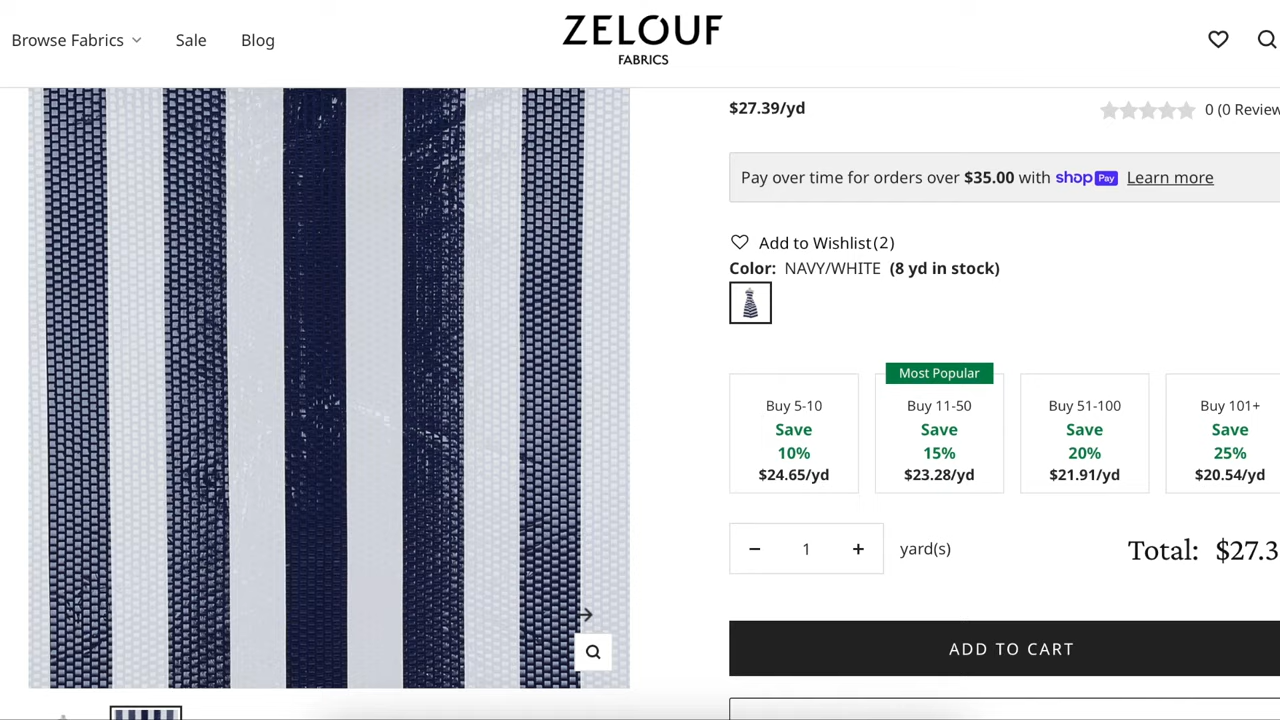 Browse Fabrics
Sale
Blog
ZELOUF
FABRICS
$27.39/yd
0 (0 Review
Pay over time for orders over $35.00 with shop Pay Learn more
Add to Wishlist(2)
Color: NAVY/WHITE (8 yd in stock)
Most Popular
Buy 5-10
Save
10%
$24.65/yd
Buy 11-50
Save
15%
$23.28/yd
Buy 51-100
Save
20%
$21.91/yd
Buy 101+
Save
25%
$20.54/yd
− 1 + yard(s)
Total: $27.3
ADD TO CART